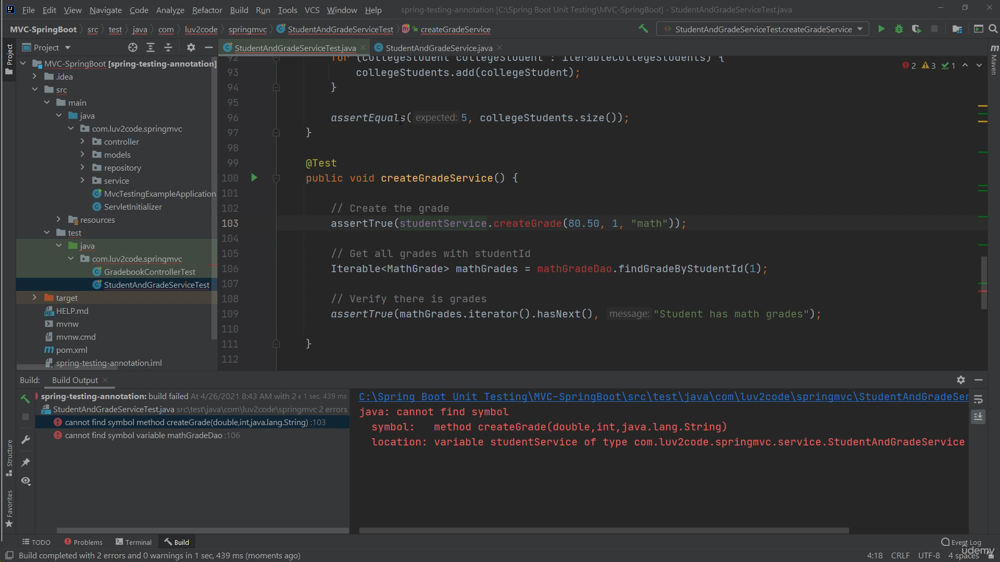 File Edit View Navigate Code Analyze Refactor Build Run Tools VCS Window Help spring-testing-annotation [C:\Spring Boot Unit Testing\MVC-SpringBoot] - StudentAndGradeServiceTest.java
MVC-SpringBoot src test java com luv2code springmvc StudentAndGradeServiceTest createGradeService StudentAndGradeServiceTest.createGradeService
Project
Project
StudentAndGradeServiceTest.java StudentAndGradeService.java
Maven
MVC-SpringBoot [spring-testing-annotation]
.idea
src
main
java
com.luv2code.springmvc
controller
models
repository
service
MvcTestingExampleApplication
ServletInitializer
resources
test
java
com.luv2code.springmvc
GradebookControllerTest
StudentAndGradeServiceTest
target
HELP.md
mvnw
mvnw.cmd
pom.xml
spring-testing-annotation.iml
2 3 1
92 for (CollegeStudent collegeStudent : iterableCollegeStudents) {
93 collegeStudents.add(collegeStudent);
94 }
95
96 assertEquals( expected: 5, collegeStudents.size());
97 }
98
99 @Test
100 public void createGradeService() {
101
102 // Create the grade
103 assertTrue(studentService.createGrade(80.50, 1, "math"));
104
105 // Get all grades with studentId
106 Iterable<MathGrade> mathGrades = mathGradeDao.findGradeByStudentId(1);
107
108 // Verify there is grades
109 assertTrue(mathGrades.iterator().hasNext(), message: "Student has math grades");
110
111 }
112
Build: Build Output
spring-testing-annotation: build failed At 4/26/2021 8:43 AM with 2 e 1 sec, 439 ms
StudentAndGradeServiceTest.java src\test\java\com\luv2code\springmvc 2 errors
cannot find symbol method createGrade(double,int,java.lang.String) :103
cannot find symbol variable mathGradeDao :106
C:\Spring Boot Unit Testing\MVC-SpringBoot\src\test\java\com\luv2code\springmvc\StudentAndGradeSer
java: cannot find symbol
symbol: method createGrade(double,int,java.lang.String)
location: variable studentService of type com.luv2code.springmvc.service.StudentAndGradeService
Structure
Favorites
TODO Problems Terminal Build Event Log
Build completed with 2 errors and 0 warnings in 1 sec, 439 ms (moments ago) 4:18 CRLF UTF-8 4 spaces
udemy